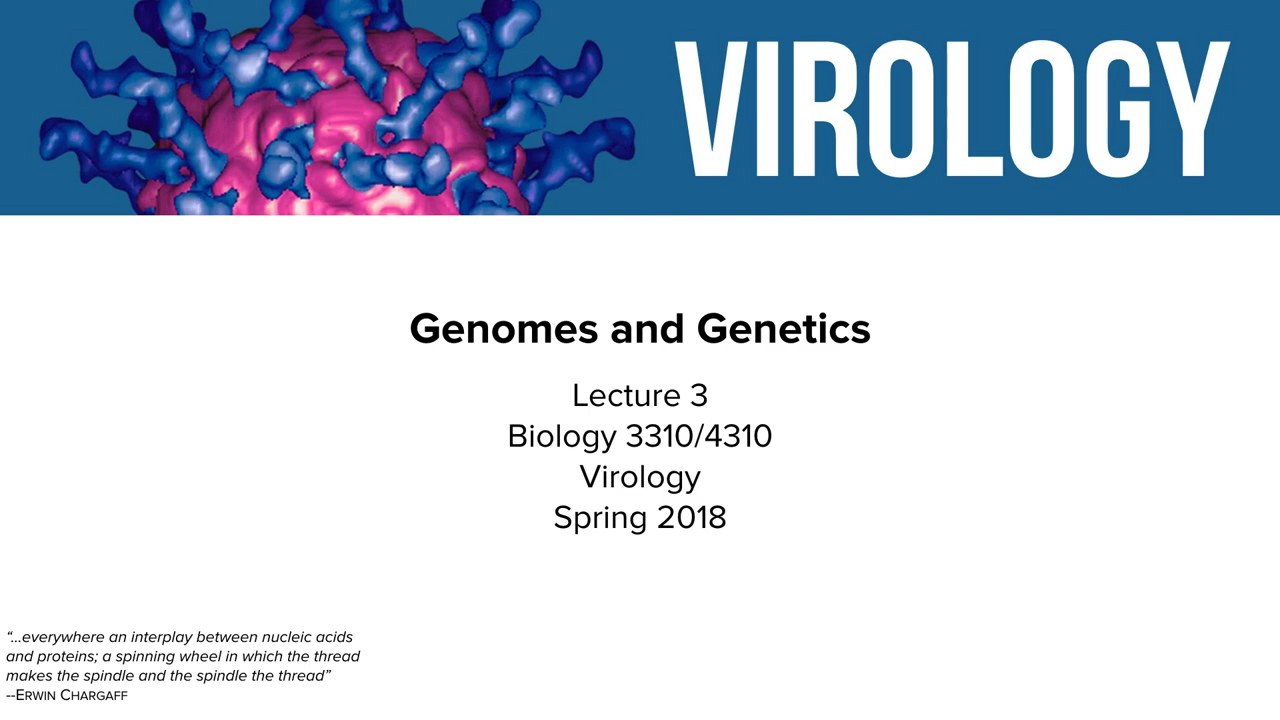 VIROLOGY
Genomes and Genetics
Lecture 3
Biology 3310/4310
Virology
Spring 2018
“...everywhere an interplay between nucleic acids
and proteins; a spinning wheel in which the thread
makes the spindle and the spindle the thread”
--ERWIN CHARGAFF